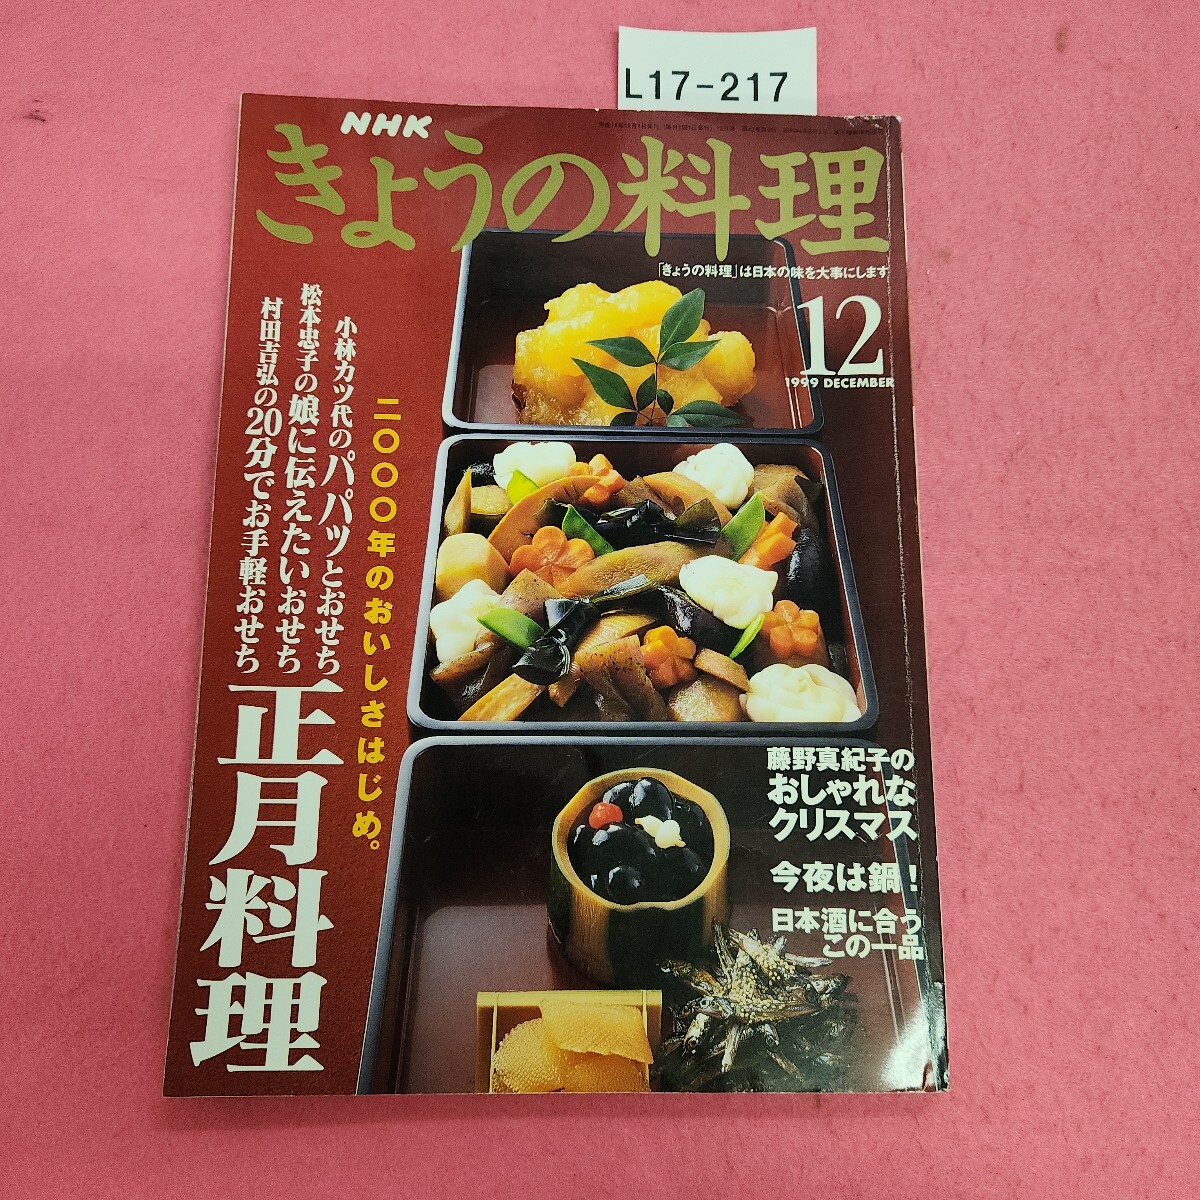 L17-217
NHK
きょうの料理
「きょうの料理」は日本の味を大事にします
12
1999 DECEMBER
二〇〇〇年のおいしさはじめ。
小林カツ代のパパッとおせち
松本忠子の娘に伝えたいおせち
村田吉弘の20分でお手軽おせち
正月料理
藤野真紀子の
おしゃれな
クリスマス
今夜は鍋！
日本酒に合う
この一品